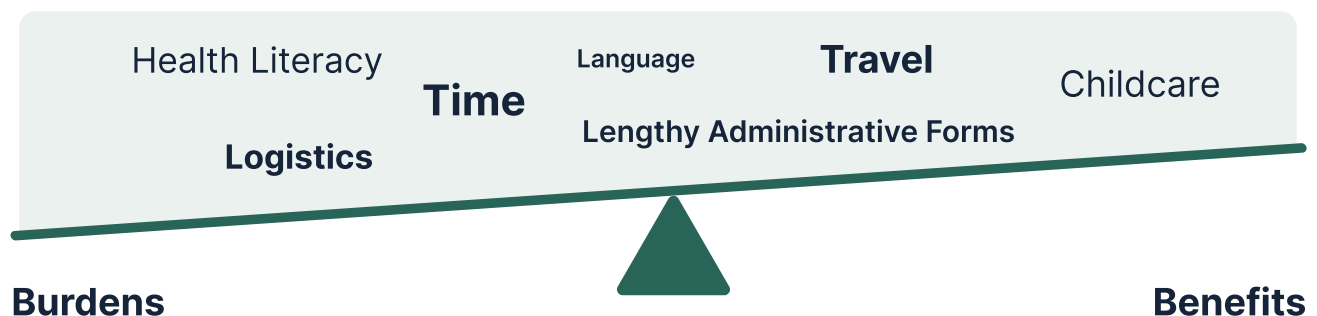 Health Literacy
Language
Travel
Time
Childcare
Lengthy Administrative Forms
Logistics
Burdens
Benefits